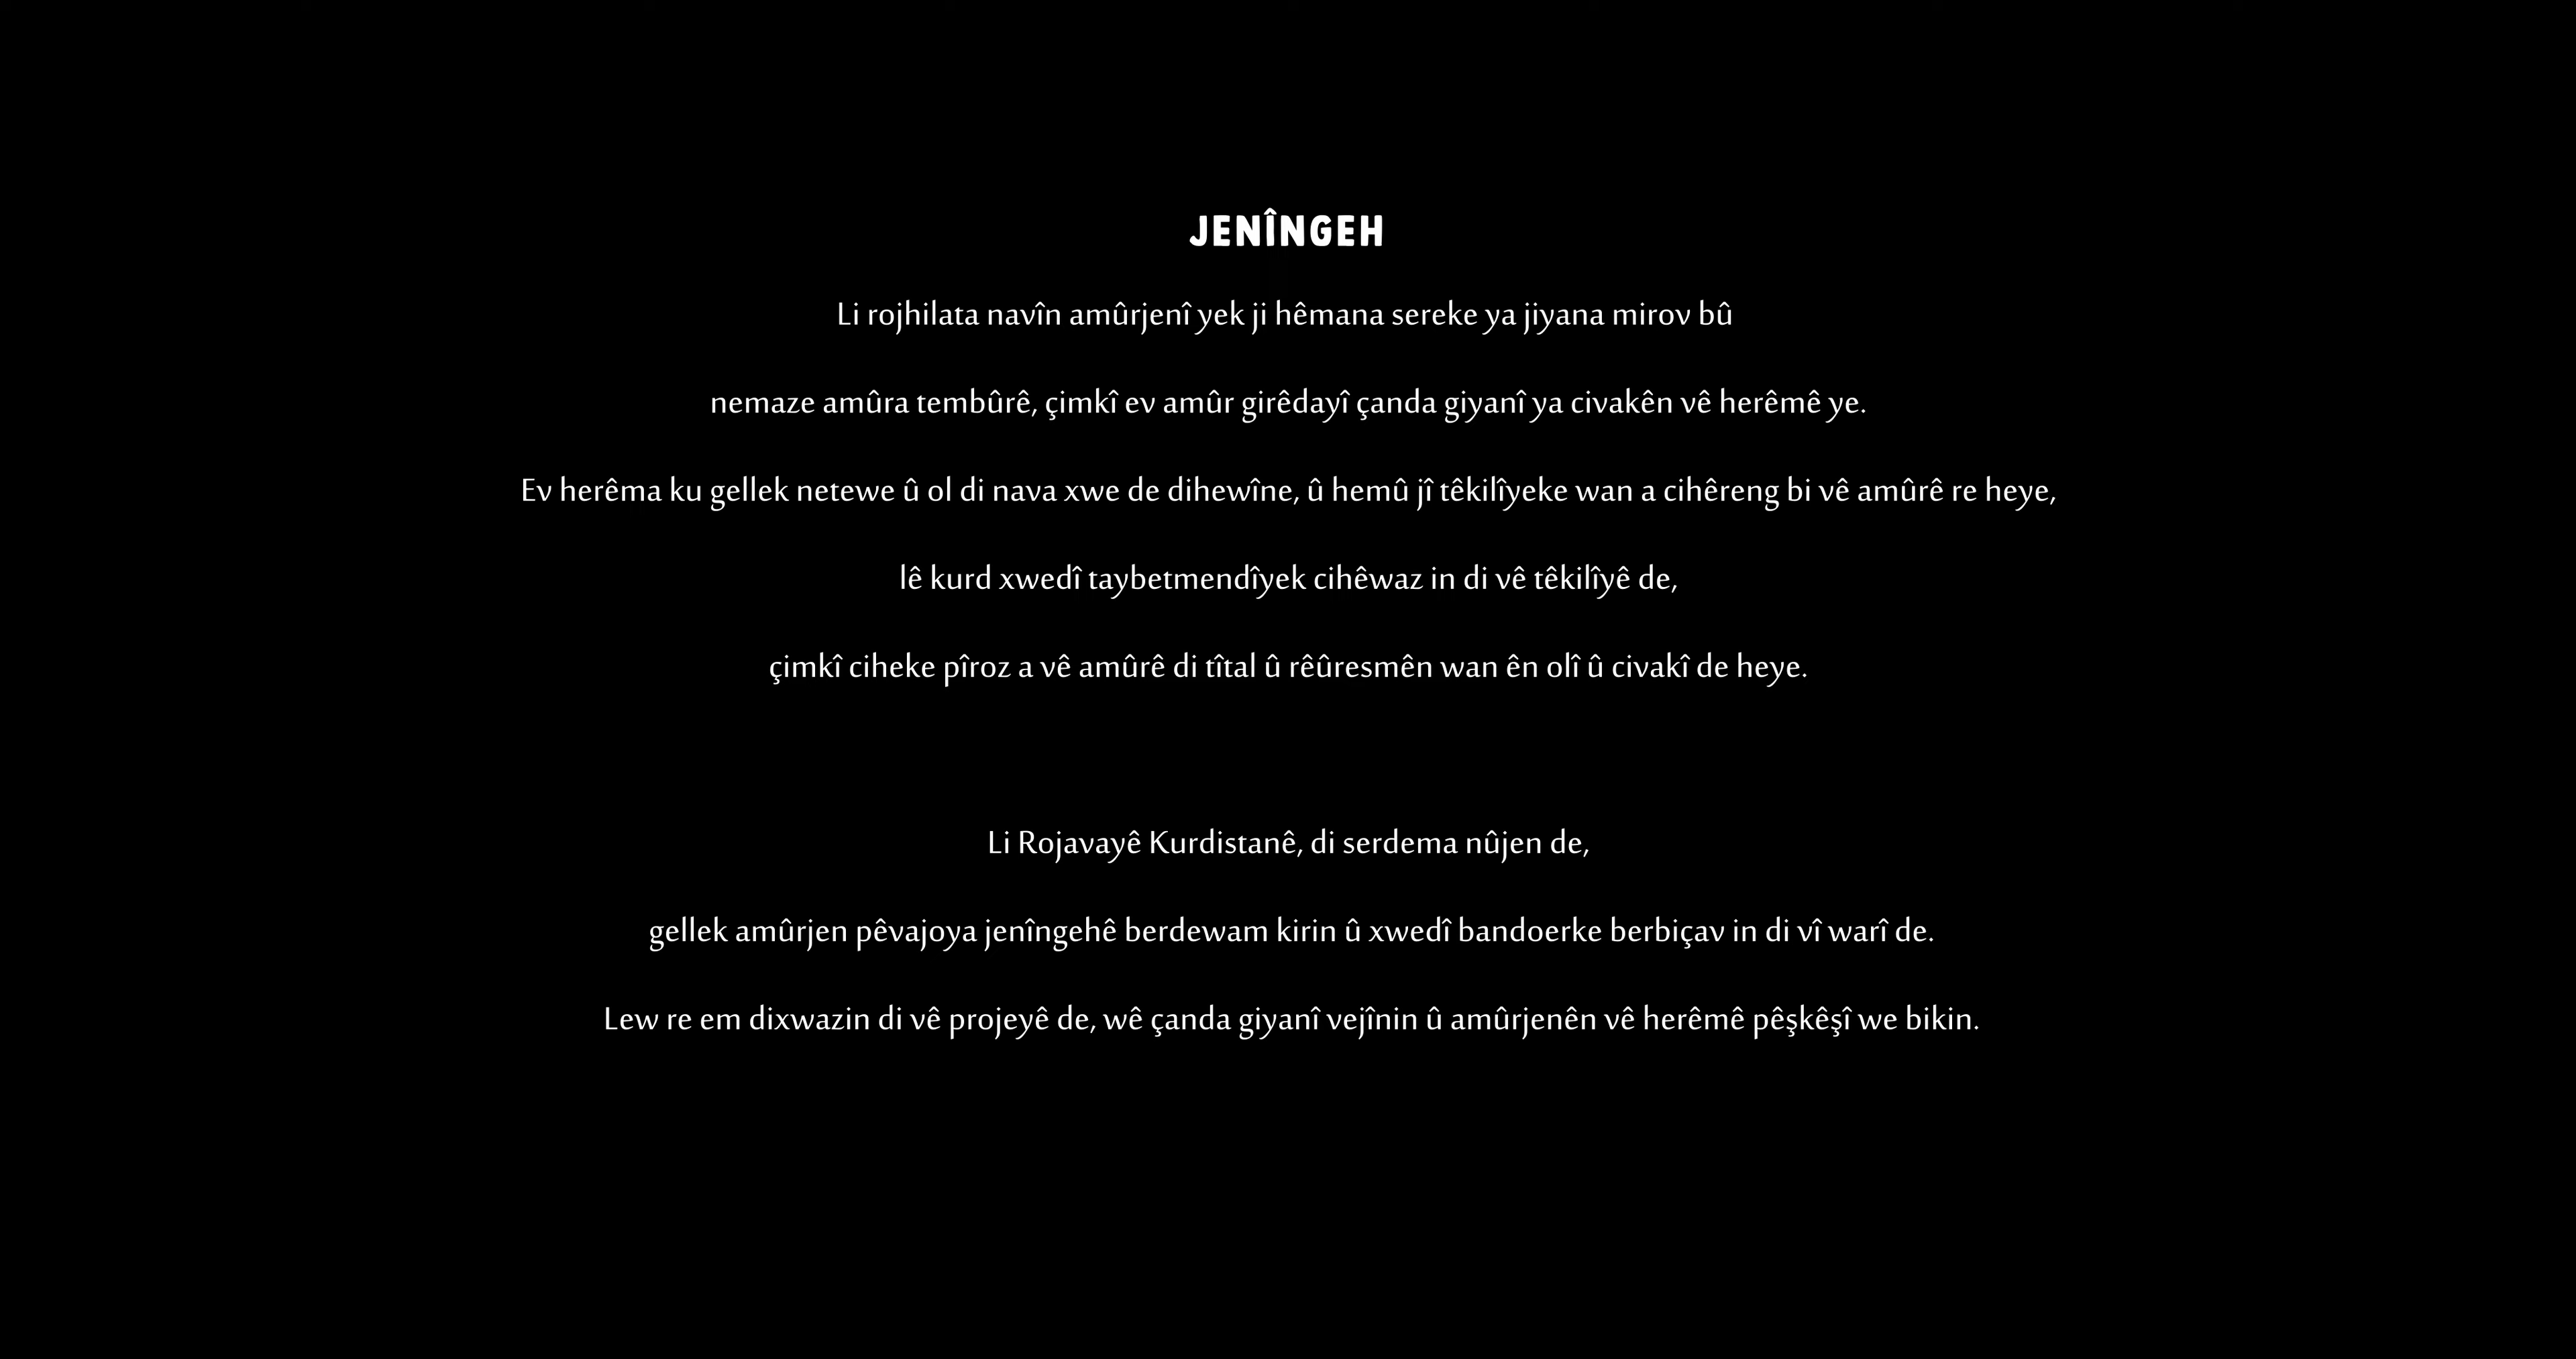 JENÎNGEH
Li rojhilata navîn amûrjenî yek ji hêmana sereke ya jiyana mirov bû
nemaze amûra tembûrê, çimkî ev amûr girêdayî çanda giyanî ya civakên vê herêmê ye.
Ev herêma ku gellek netewe û ol di nava xwe de dihewîne, û hemû jî têkilîyeke wan a cihêreng bi vê amûrê re heye,
lê kurd xwedî taybetmendîyek cihêwaz in di vê têkilîyê de,
çimkî ciheke pîroz a vê amûrê di tîtal û rêûresmên wan ên olî û civakî de heye.
Li Rojavayê Kurdistanê, di serdema nûjen de,
gellek amûrjen pêvajoya jenîngehê berdewam kirin û xwedî bandoerke berbiçav in di vî warî de.
Lew re em dixwazin di vê projeyê de, wê çanda giyanî vejînin û amûrjenên vê herêmê pêşkêşî we bikin.